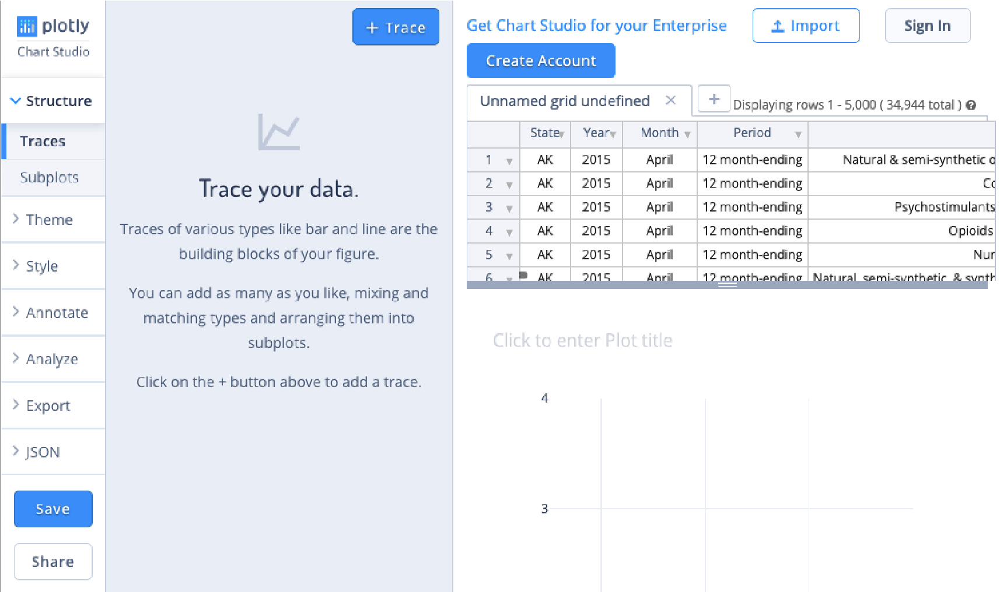 plotly
Chart Studio
Structure
Traces
Subplots
Theme
Style
Annotate
Analyze
Export
JSON
Save
Share
+ Trace
Trace your data.
Traces of various types like bar and line are the
building blocks of your figure.
You can add as many as you like, mixing and
matching types and arranging them into
subplots.
Click on the + button above to add a trace.
Get Chart Studio for your Enterprise
Import
Sign In
Create Account
Unnamed grid undefined ×
+
Displaying rows 1 - 5,000 ( 34,944 total ) ?
State Year Month Period
1 AK 2015 April 12 month-ending Natural & semi-synthetic o
2 AK 2015 April 12 month-ending Co
3 AK 2015 April 12 month-ending Psychostimulants
4 AK 2015 April 12 month-ending Opioids
5 AK 2015 April 12 month-ending Nur
6 AK 2015 April 12 month-ending Natural, semi-synthetic, & synth
Click to enter Plot title
4
3